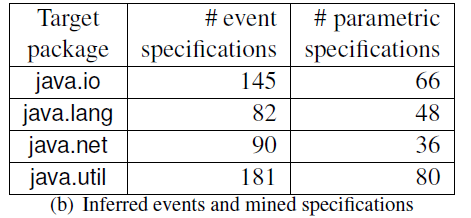 Target # event # parametric
package specifications specifications
java.io 145 66
java.lang 82 48
java.net 90 36
java.util 181 80
(b) Inferred events and mined specifications